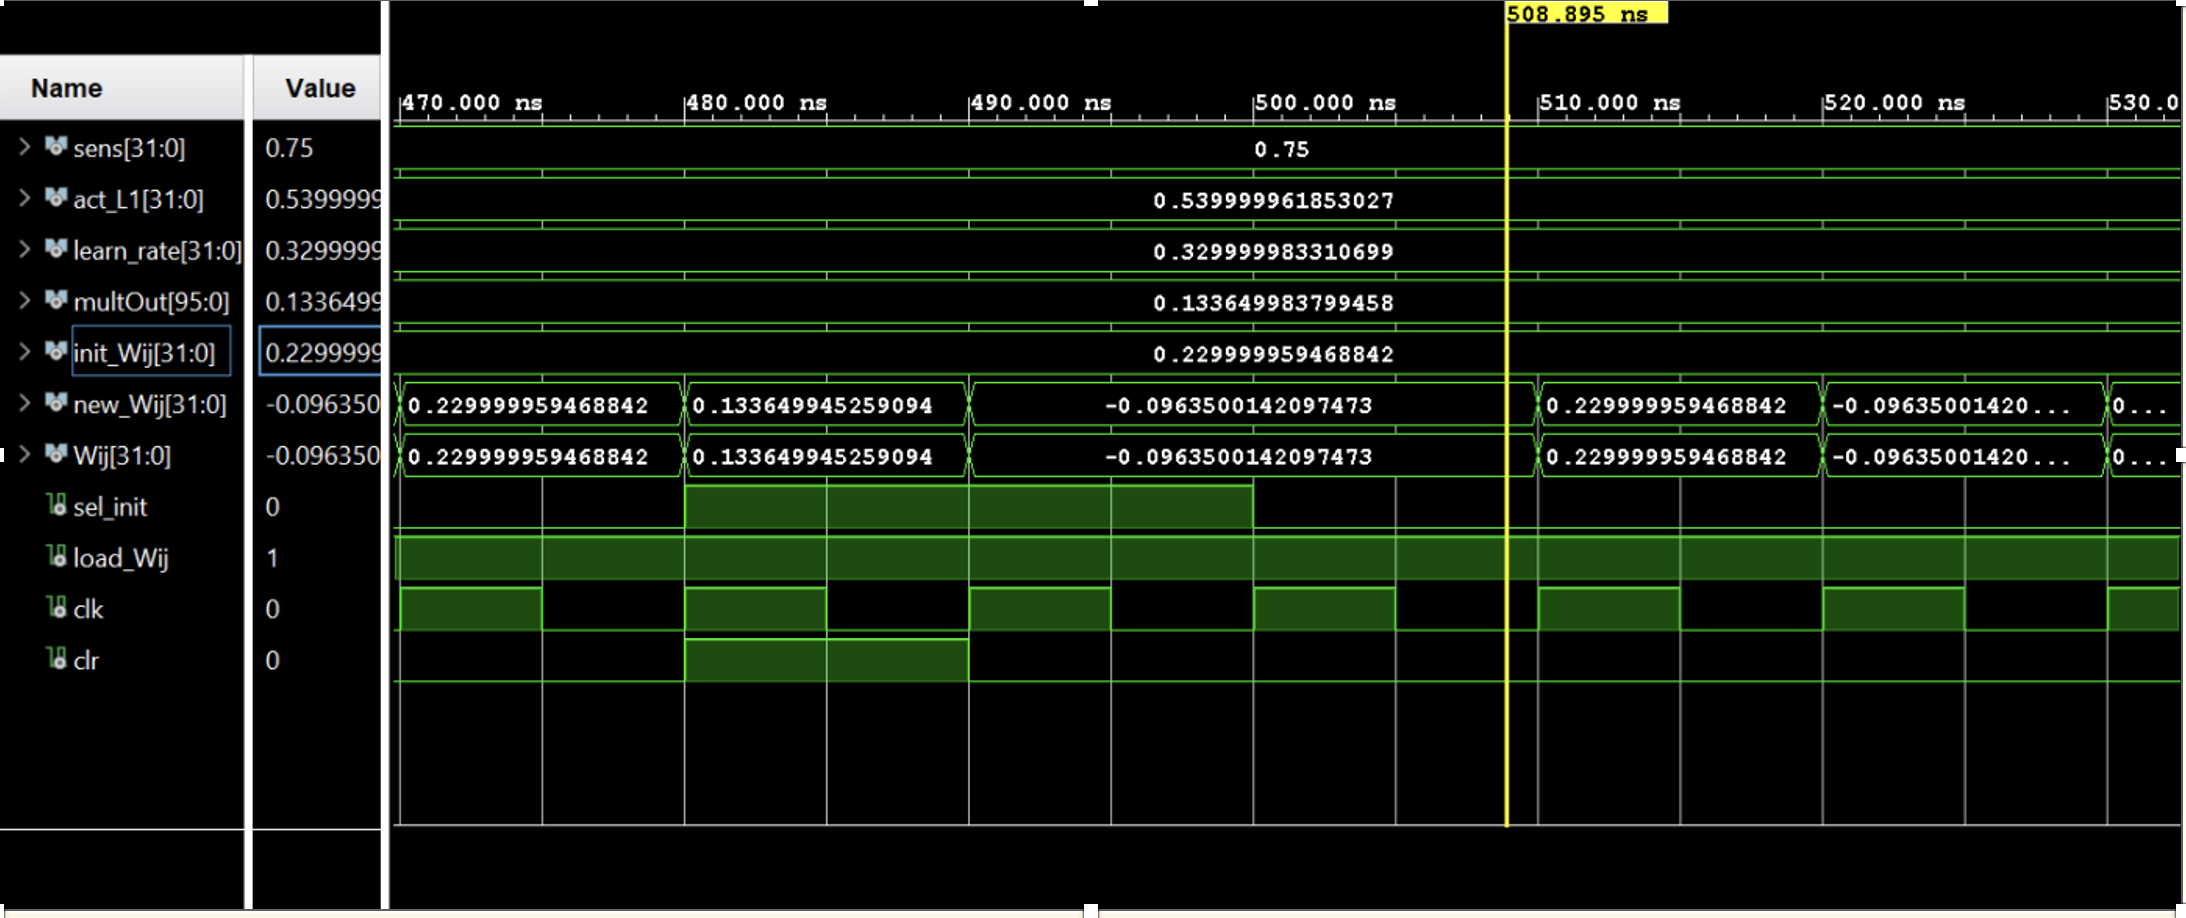 508.895 ns
Name Value
470.000 ns 480.000 ns 490.000 ns 500.000 ns 510.000 ns 520.000 ns 530.0
sens[31:0] 0.75 0.75
act_L1[31:0] 0.5399999 0.539999961853027
learn_rate[31:0] 0.3299999 0.329999983310699
multOut[95:0] 0.1336499 0.133649983799458
init_Wij[31:0] 0.2299999 0.229999959468842
new_Wij[31:0] -0.096350 0.229999959468842 0.133649945259094 -0.0963500142097473 0.229999959468842 -0.09635001420... 0...
Wij[31:0] -0.096350 0.229999959468842 0.133649945259094 -0.0963500142097473 0.229999959468842 -0.09635001420... 0...
sel_init 0
load_Wij 1
clk 0
clr 0